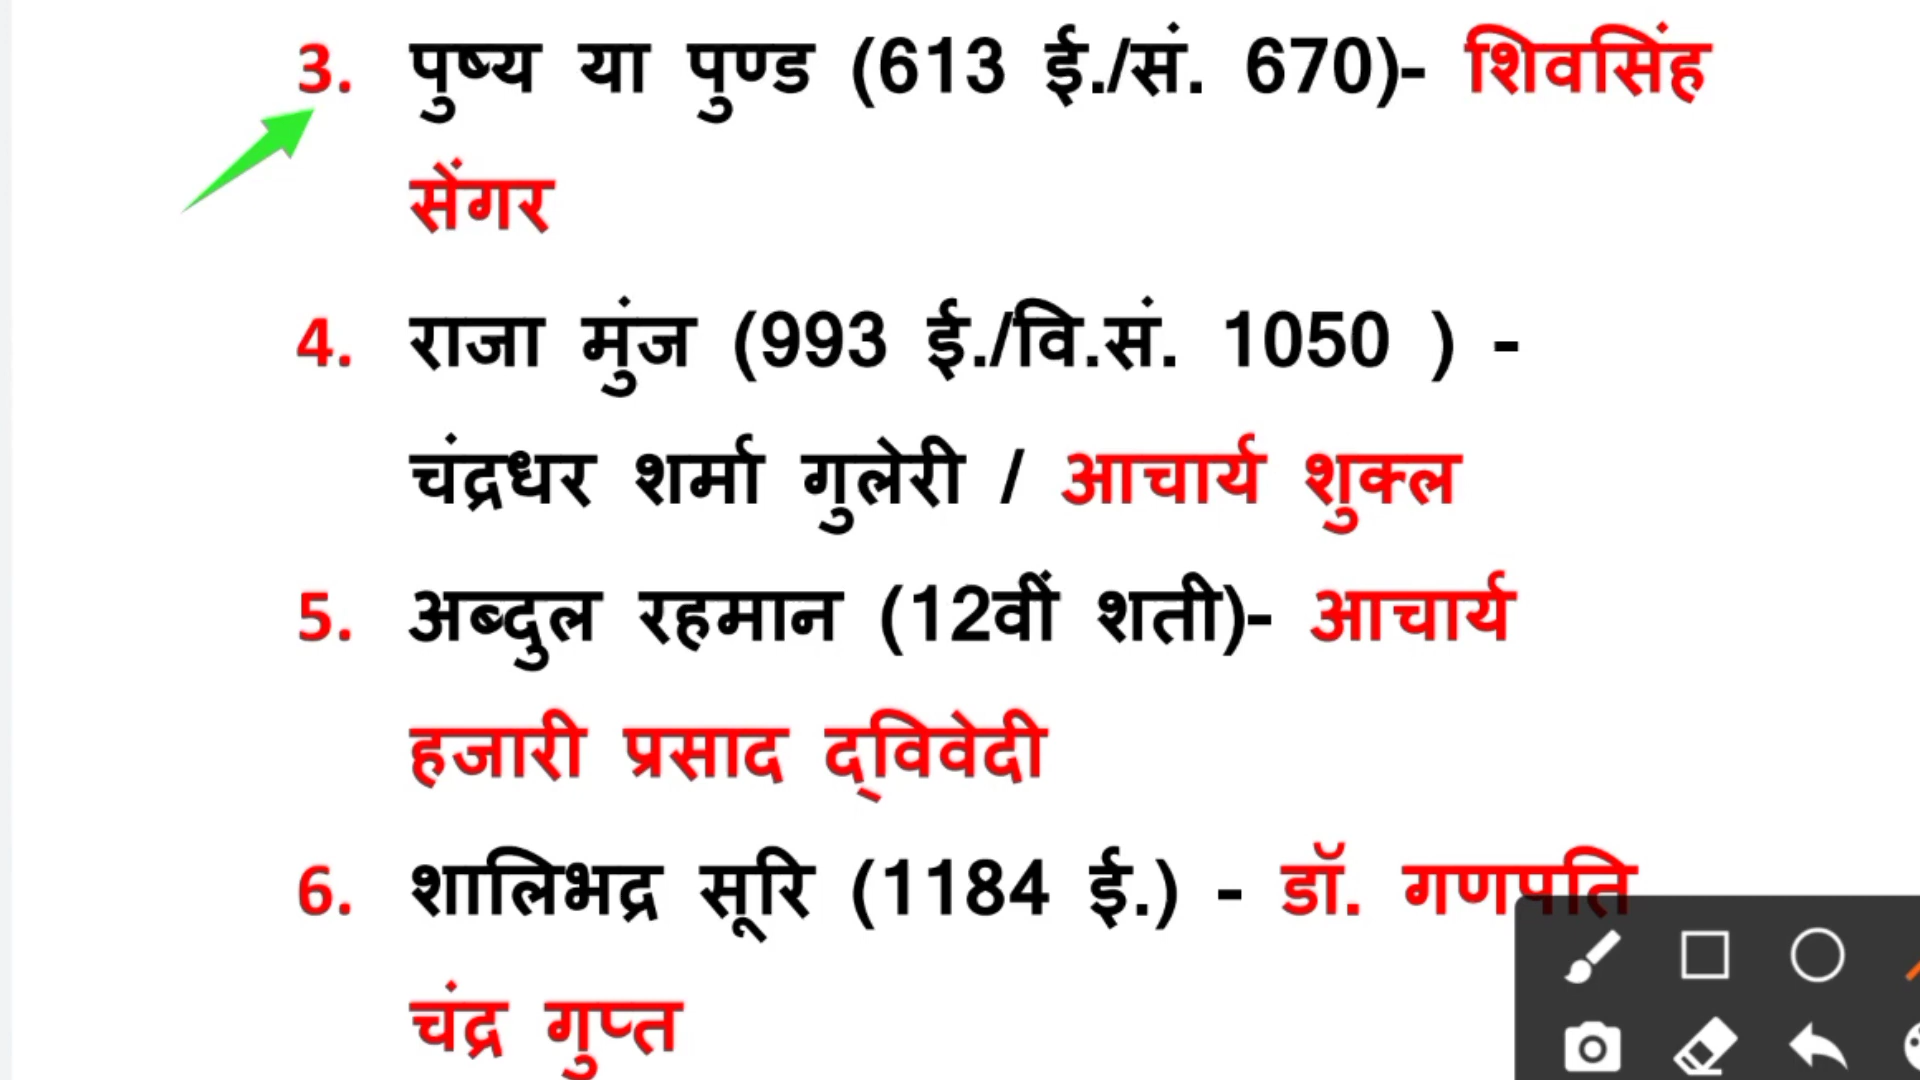 3. पुष्य या पुण्ड (613 ई./सं. 670)- शिवसिंह
सेंगर
4. राजा मुंज (993 ई./वि.सं. 1050 ) -
चंद्रधर शर्मा गुलेरी / आचार्य शुक्ल
5. अब्दुल रहमान (12वीं शती)- आचार्य
हजारी प्रसाद द्विवेदी
6. शालिभद्र सूरि (1184 ई.) - डॉ. गणपति
चंद्र गुप्त